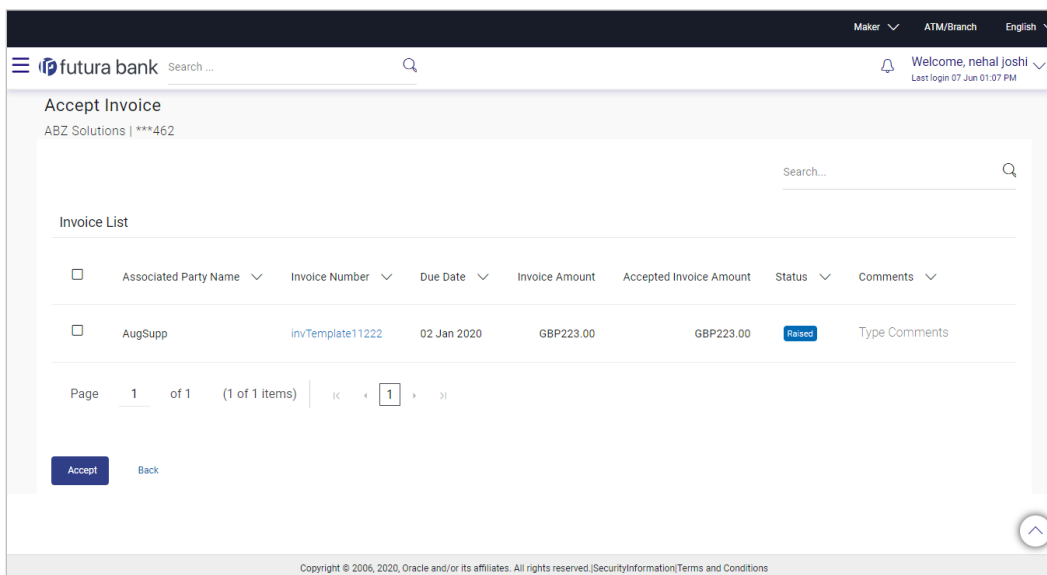 Maker ATM/Branch English
futura bank Search ... Welcome, nehal joshi
Last login 07 Jun 01:07 PM
Accept Invoice
ABZ Solutions | ***462
Search...
Invoice List
Associated Party Name Invoice Number Due Date Invoice Amount Accepted Invoice Amount Status Comments
AugSupp invTemplate11222 02 Jan 2020 GBP223.00 GBP223.00 Raised Type Comments
Page 1 of 1 (1 of 1 items) 1
Accept Back
Copyright © 2006, 2020, Oracle and/or its affiliates. All rights reserved.|SecurityInformation|Terms and Conditions